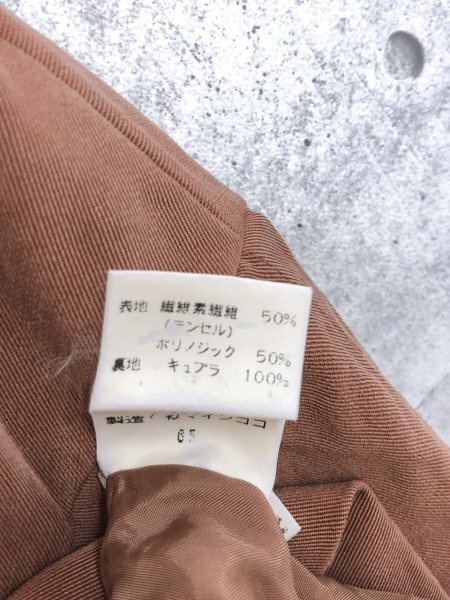 表地 繊維素繊維 50%
(テンセル)
ポリノジック 50%
裏地 キュプラ 100%